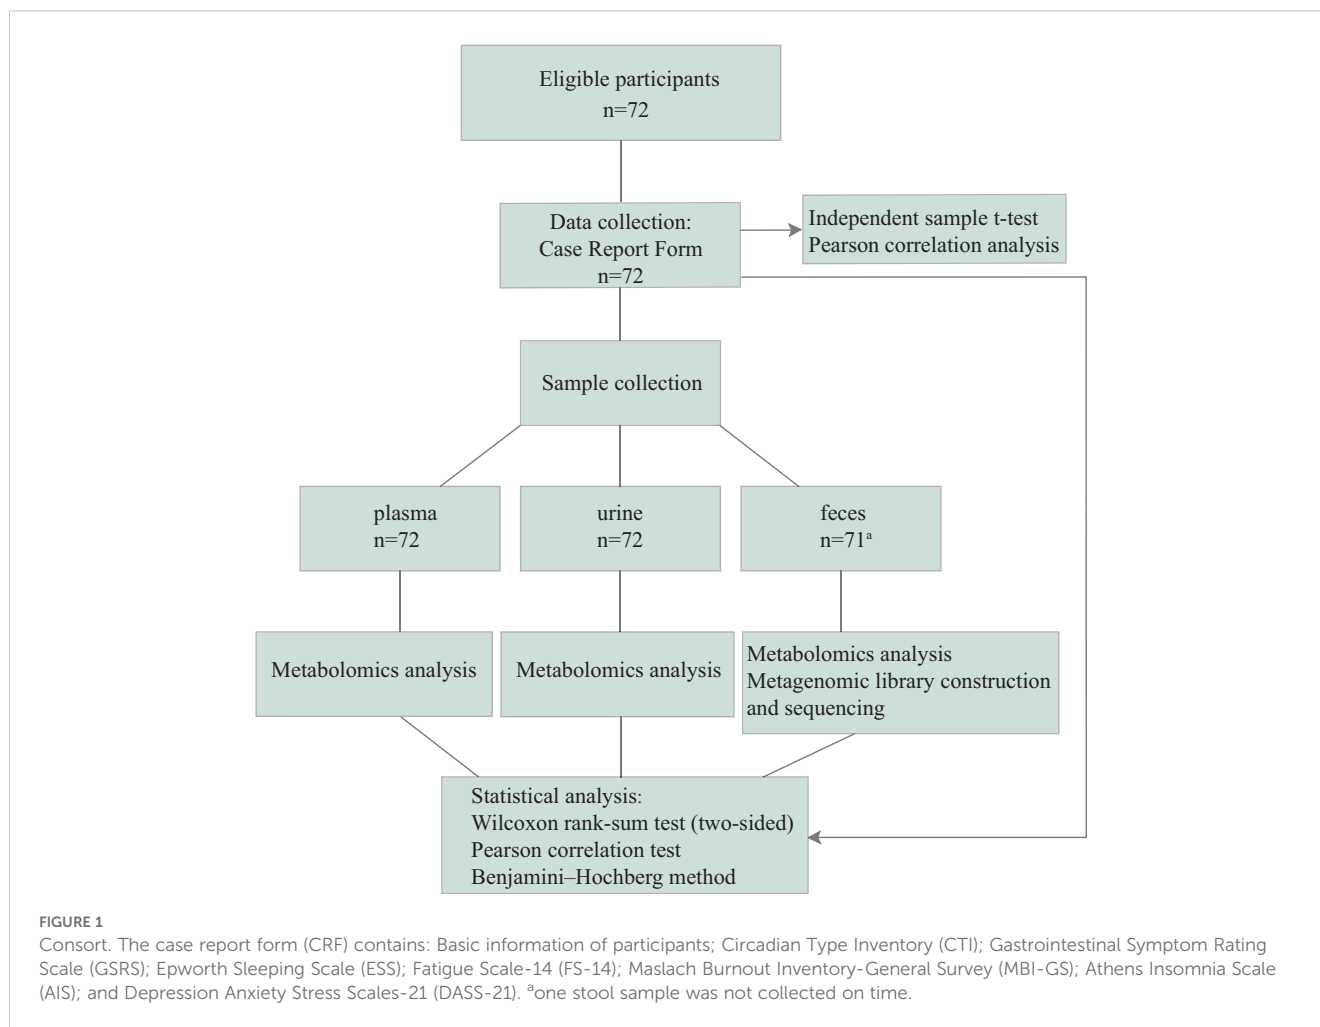 Eligible participants
n=72
Data collection:
Case Report Form
n=72
Independent sample t-test
Pearson correlation analysis
Sample collection
plasma
n=72
urine
n=72
feces
n=71ᵃ
Metabolomics analysis
Metabolomics analysis
Metabolomics analysis
Metagenomic library construction
and sequencing
Statistical analysis:
Wilcoxon rank-sum test (two-sided)
Pearson correlation test
Benjamini–Hochberg method
FIGURE 1
Consort. The case report form (CRF) contains: Basic information of participants; Circadian Type Inventory (CTI); Gastrointestinal Symptom Rating
Scale (GSRS); Epworth Sleeping Scale (ESS); Fatigue Scale-14 (FS-14); Maslach Burnout Inventory-General Survey (MBI-GS); Athens Insomnia Scale
(AIS); and Depression Anxiety Stress Scales-21 (DASS-21). ᵃone stool sample was not collected on time.